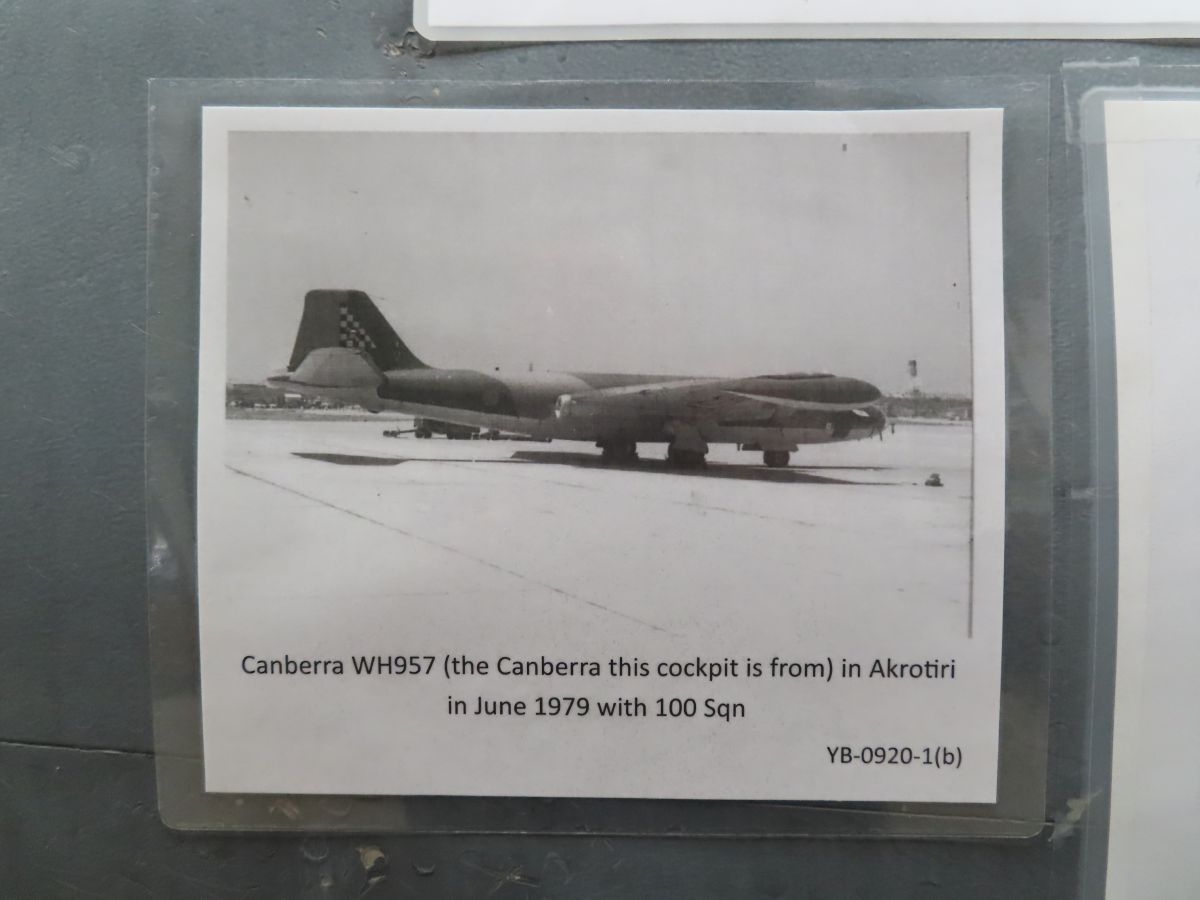 Canberra WH957 (the Canberra this cockpit is from) in Akrotiri
in June 1979 with 100 Sqn
YB-0920-1(b)